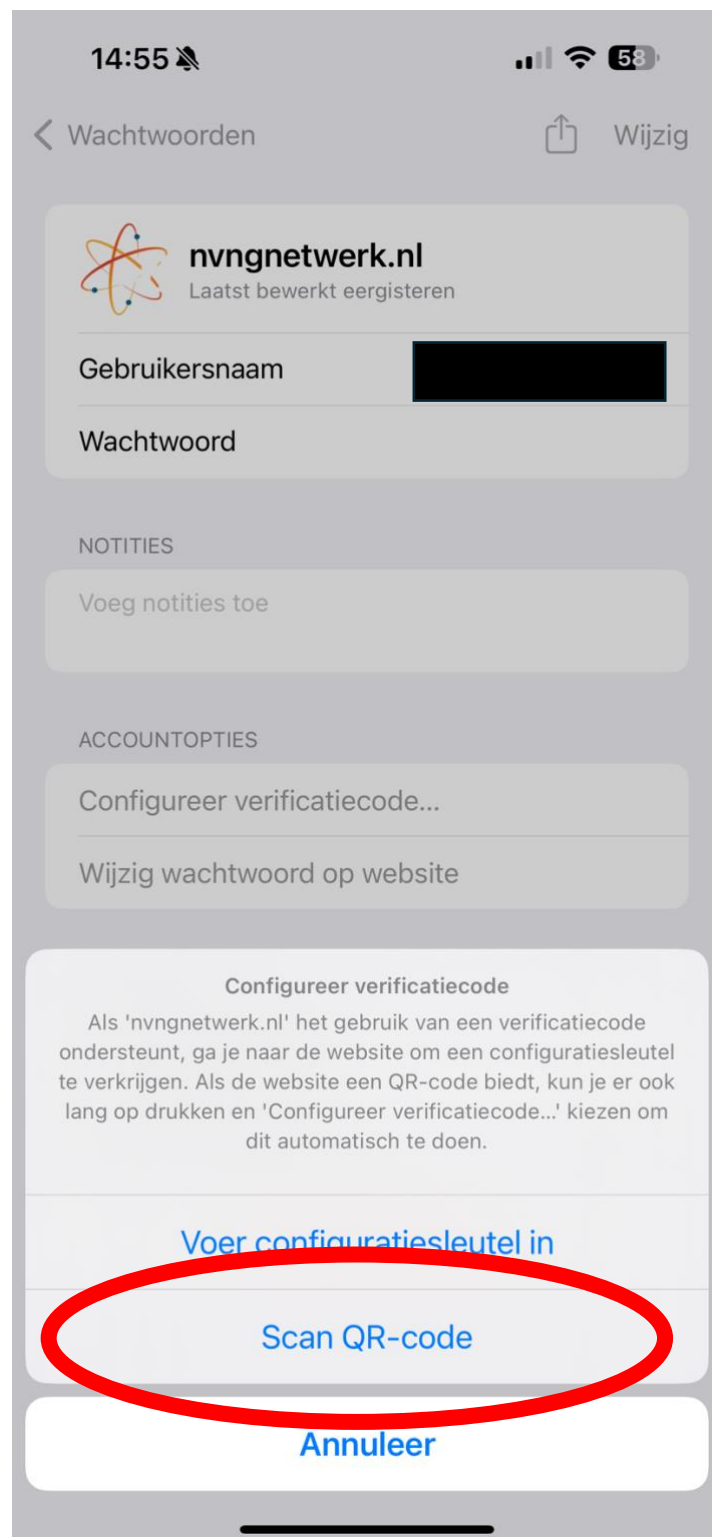 14:55
58
Wachtwoorden
Wijzig
nvngnetwerk.nl
Laatst bewerkt eergisteren
Gebruikersnaam
Wachtwoord
NOTITIES
Voeg notities toe
ACCOUNTOPTIES
Configureer verificatiecode...
Wijzig wachtwoord op website
Configureer verificatiecode
Als 'nvngnetwerk.nl' het gebruik van een verificatiecode
ondersteunt, ga je naar de website om een configuratiesleutel
te verkrijgen. Als de website een QR-code biedt, kun je er ook
lang op drukken en 'Configureer verificatiecode...' kiezen om
dit automatisch te doen.
Voer configuratiesleutel in
Scan QR-code
Annuleer